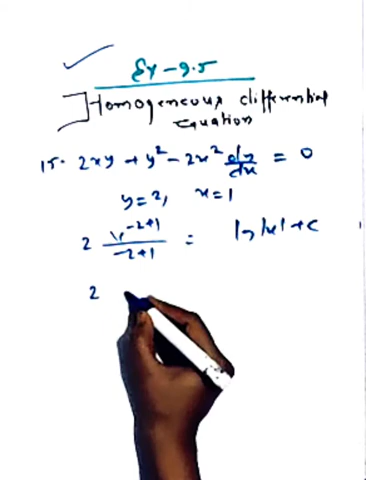 Ex-9.5
Homogeneous differential
Equation
15. 2xy + y² - 2x² dy/dx = 0
y=2, x=1
2 v^-2+1/-2+1 = log|x|+c
2